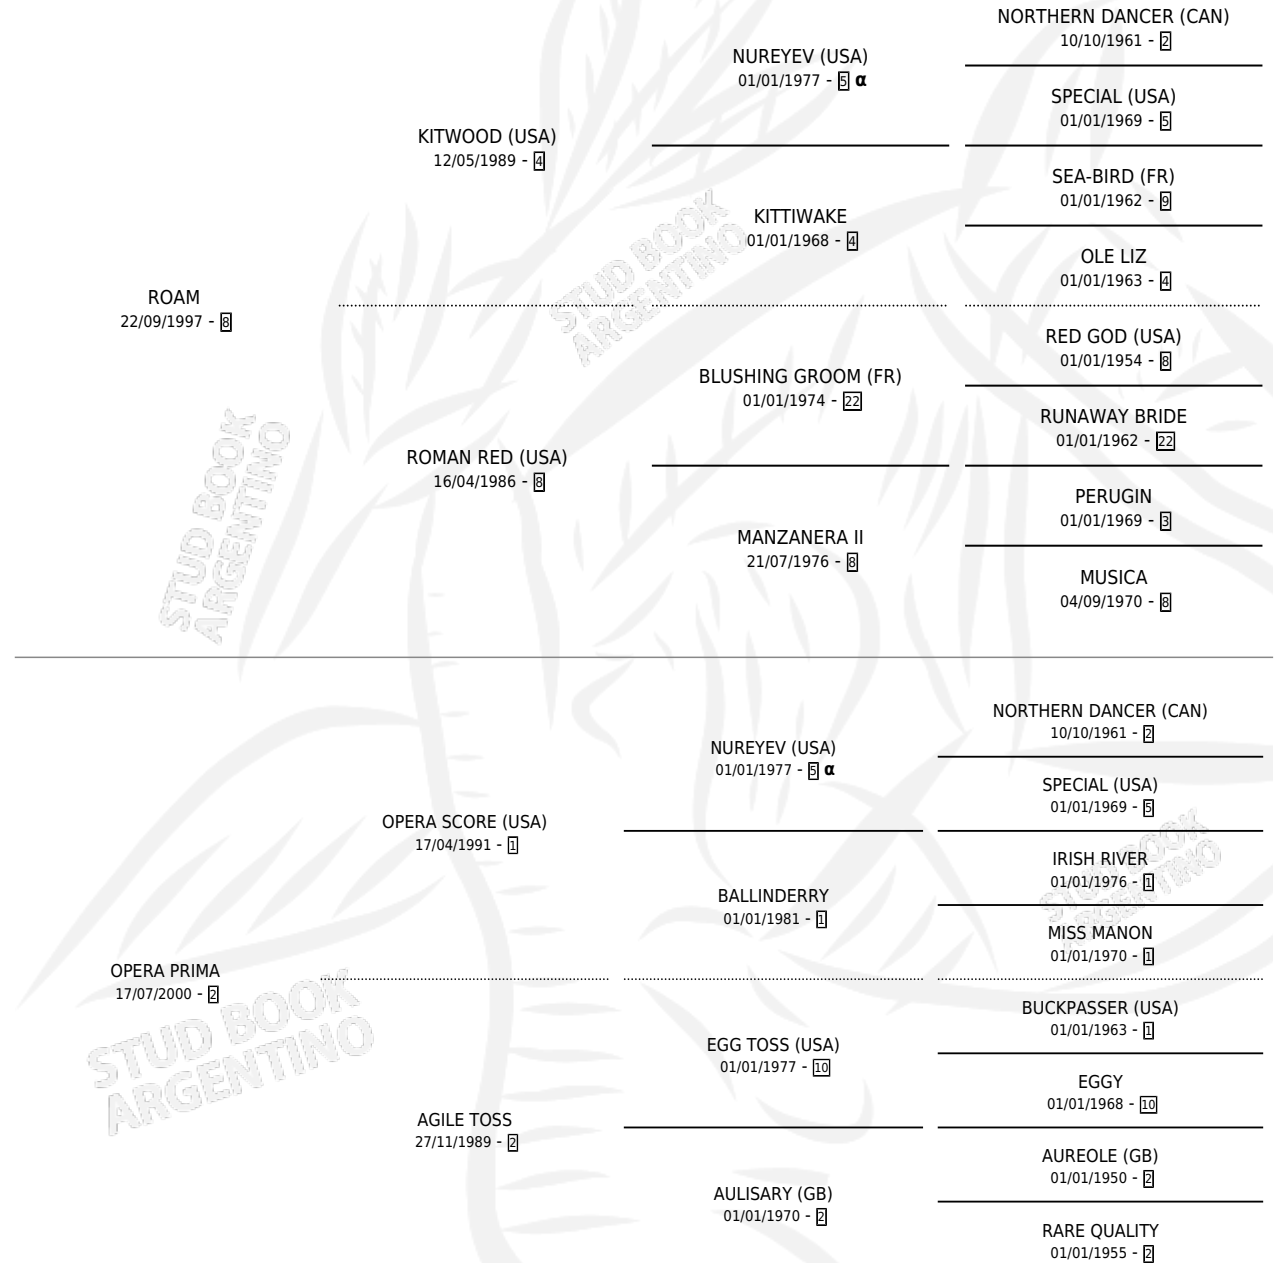 NORTHERN DANCER (CAN)
10/10/1961 - 2
NUREYEV (USA)
01/01/1977 - 5 α
SPECIAL (USA)
01/01/1969 - 5
KITWOOD (USA)
12/05/1989 - 4
SEA-BIRD (FR)
01/01/1962 - 9
KITTIWAKE
01/01/1968 - 4
OLE LIZ
01/01/1963 - 4
ROAM
22/09/1997 - 8
RED GOD (USA)
01/01/1954 - 8
BLUSHING GROOM (FR)
01/01/1974 - 22
RUNAWAY BRIDE
01/01/1962 - 22
ROMAN RED (USA)
16/04/1986 - 8
PERUGIN
01/01/1969 - 3
MANZANERA II
21/07/1976 - 8
MUSICA
04/09/1970 - 8
STUD BOOK
ARGENTINO
STUD BOOK
ARGENTINO
NORTHERN DANCER (CAN)
10/10/1961 - 2
NUREYEV (USA)
01/01/1977 - 5 α
SPECIAL (USA)
01/01/1969 - 5
OPERA SCORE (USA)
17/04/1991 - 1
IRISH RIVER
01/01/1976 - 1
BALLINDERRY
01/01/1981 - 1
MISS MANON
01/01/1970 - 1
OPERA PRIMA
17/07/2000 - 2
BUCKPASSER (USA)
01/01/1963 - 1
EGG TOSS (USA)
01/01/1977 - 10
EGGY
01/01/1968 - 10
AGILE TOSS
27/11/1989 - 2
AUREOLE (GB)
01/01/1950 - 2
AULISARY (GB)
01/01/1970 - 2
RARE QUALITY
01/01/1955 - 2
STUD BOOK
ARGENTINO
STUD BOOK
ARGENTINO